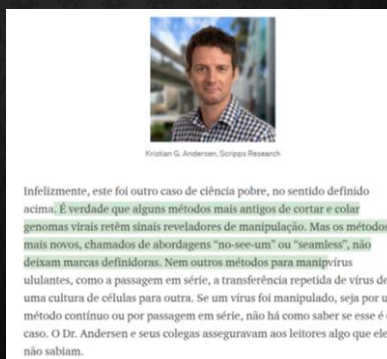 Kristian G. Andersen, Scripps Research
Infelizmente, este foi outro caso de ciência pobre, no sentido definido
acima. É verdade que alguns métodos mais antigos de cortar e colar
genomas virais retêm sinais reveladores de manipulação. Mas os métodos
mais novos, chamados de abordagens "no-see-um" ou "seamless", não
deixam marcas definidoras. Nem outros métodos para manipvírus
ululantes, como a passagem em série, a transferência repetida de vírus de
uma cultura de células para outra. Se um vírus foi manipulado, seja por u
método contínuo ou por passagem em série, não há como saber se esse é o
caso. O Dr. Andersen e seus colegas asseguravam aos leitores algo que ele
não sabiam.